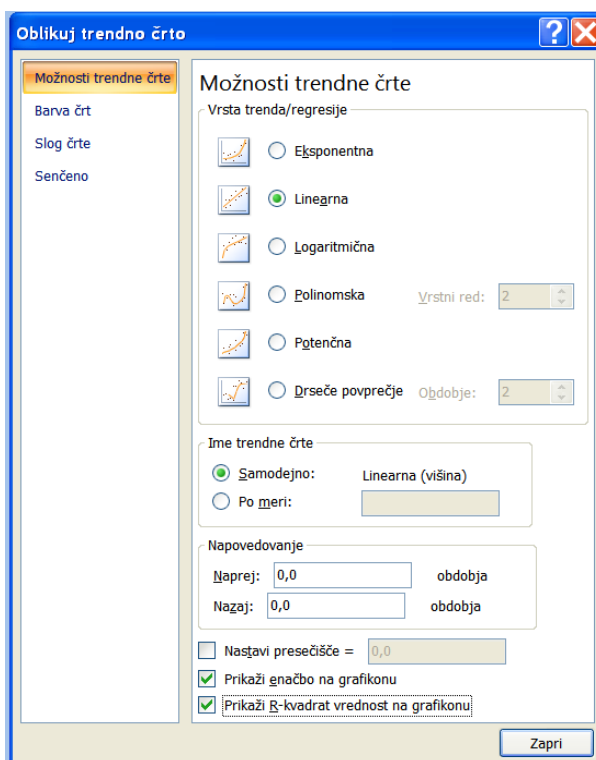 Oblikuj trendno črto
Možnosti trendne črte
Barva črt
Slog črte
Senčeno
Možnosti trendne črte
Vrsta trenda/regresije
Eksponentna
Linearna
Logaritmična
Polinomska Vrstni red: 2
Potenčna
Drseče povprečje Obdobje: 2
Ime trendne črte
Samodejno: Linearna (višina)
Po meri:
Napovedovanje
Naprej: 0,0 obdobja
Nazaj: 0,0 obdobja
Nastavi presečišče = 0,0
Prikaži enačbo na grafikonu
Prikaži R-kvadrat vrednost na grafikonu
Zapri